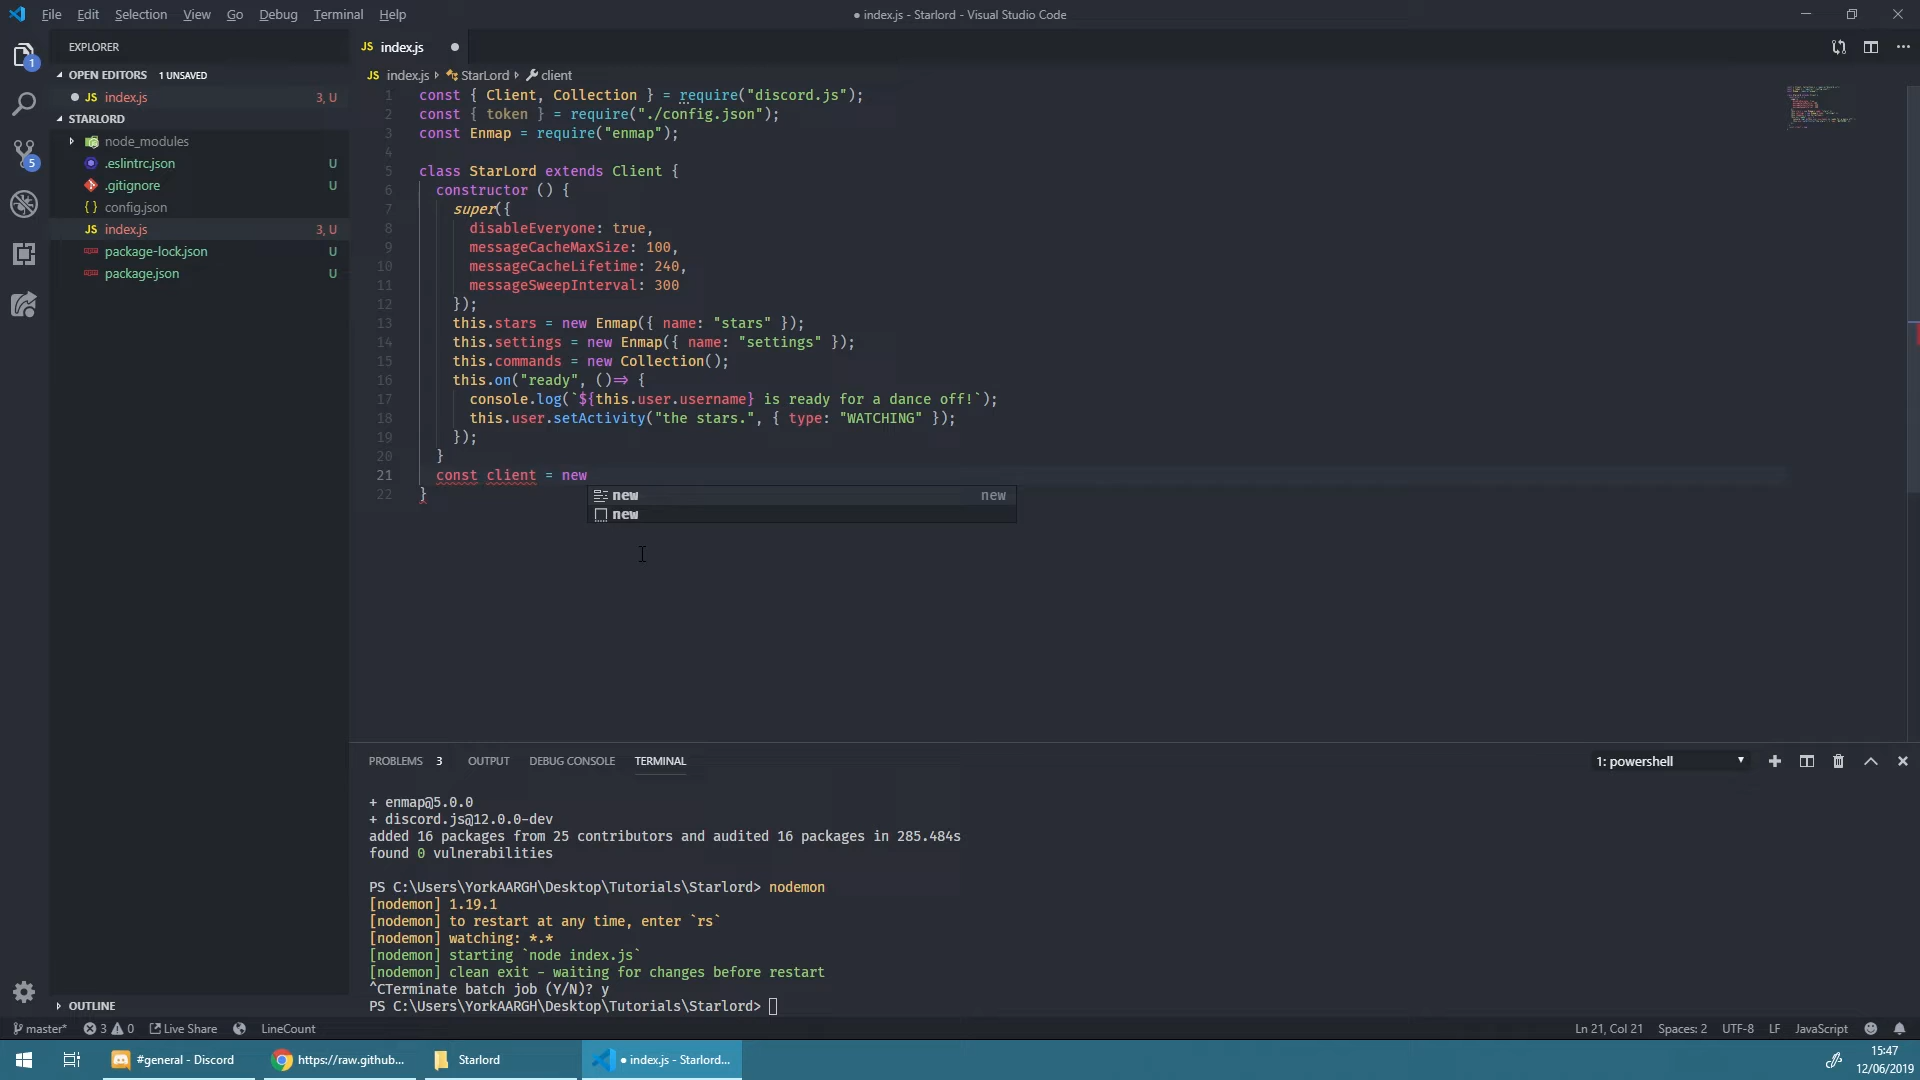 File Edit Selection View Go Debug Terminal Help
● index.js - Starlord - Visual Studio Code
EXPLORER
OPEN EDITORS 1 UNSAVED
● JS index.js 3, U
STARLORD
node_modules
.eslintrc.json U
.gitignore U
{ } config.json
JS index.js 3, U
package-lock.json U
package.json U
OUTLINE
1
5
JS index.js ●
JS index.js › StarLord › client
1 const { Client, Collection } = require("discord.js");
2 const { token } = require("./config.json");
3 const Enmap = require("enmap");
4
5 class StarLord extends Client {
6 constructor () {
7 super({
8 disableEveryone: true,
9 messageCacheMaxSize: 100,
10 messageCacheLifetime: 240,
11 messageSweepInterval: 300
12 });
13 this.stars = new Enmap({ name: "stars" });
14 this.settings = new Enmap({ name: "settings" });
15 this.commands = new Collection();
16 this.on("ready", ()=> {
17 console.log(`${this.user.username} is ready for a dance off!`);
18 this.user.setActivity("the stars.", { type: "WATCHING" });
19 });
20 }
21 const client = new
22 }
new new
new
PROBLEMS 3 OUTPUT DEBUG CONSOLE TERMINAL
1: powershell
+ enmap@5.0.0
+ discord.js@12.0.0-dev
added 16 packages from 25 contributors and audited 16 packages in 285.484s
found 0 vulnerabilities
PS C:\Users\YorkAARGH\Desktop\Tutorials\Starlord> nodemon
[nodemon] 1.19.1
[nodemon] to restart at any time, enter `rs`
[nodemon] watching: *.*
[nodemon] starting `node index.js`
[nodemon] clean exit - waiting for changes before restart
^CTerminate batch job (Y/N)? y
PS C:\Users\YorkAARGH\Desktop\Tutorials\Starlord>
master* 3 0 Live Share LineCount
Ln 21, Col 21 Spaces: 2 UTF-8 LF JavaScript
#general - Discord
https://raw.github...
Starlord
● index.js - Starlord...
15:47
12/06/2019